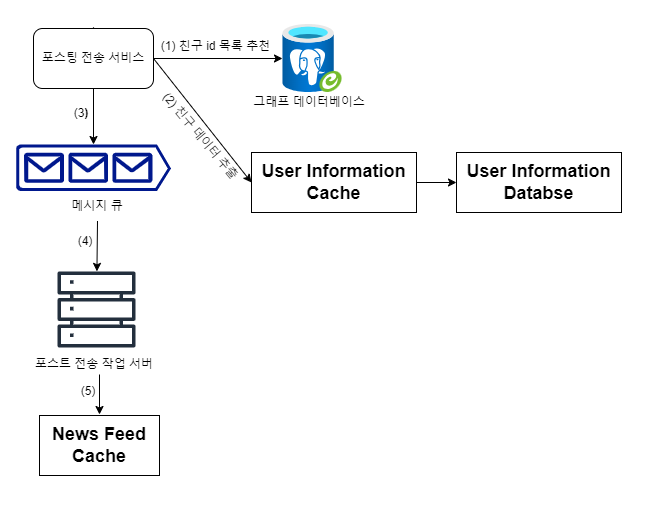 포스팅 전송 서비스
(1) 친구 id 목록 추천
그래프 데이터베이스
(2) 친구 데이터 추출
(3)
메시지 큐
User Information
Cache
User Information
Databse
(4)
포스트 전송 작업 서버
(5)
News Feed
Cache